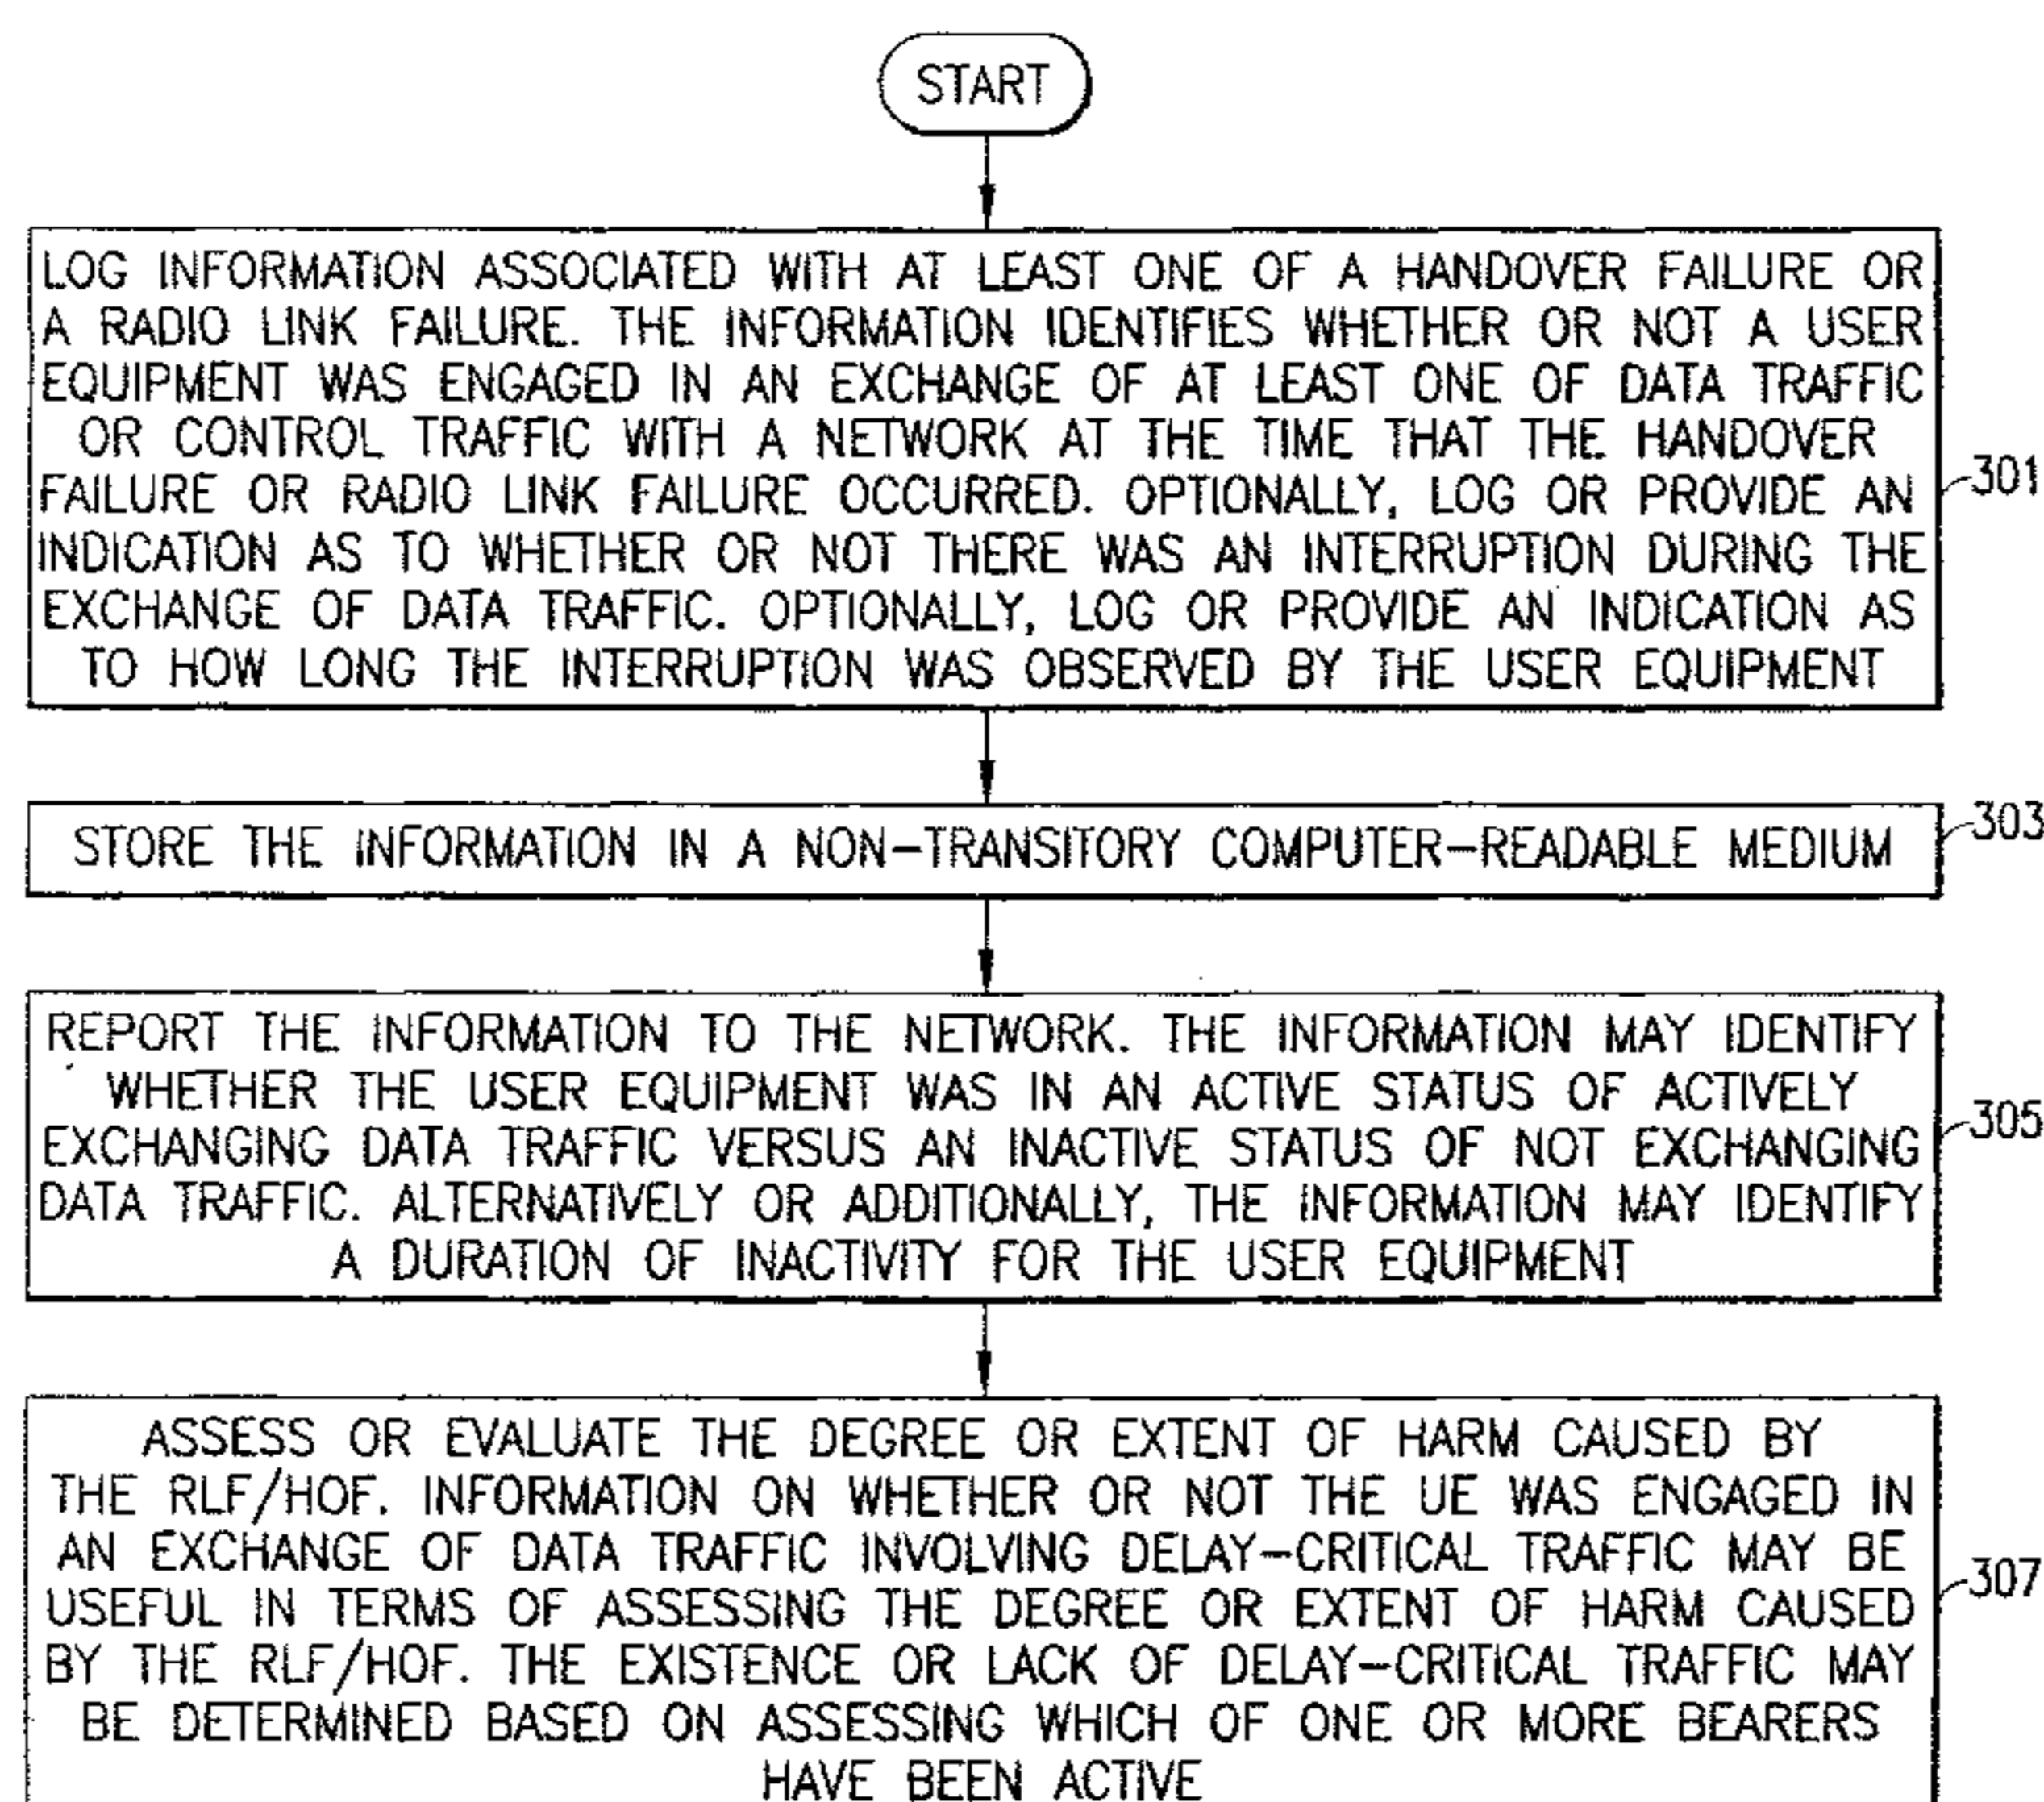 START
LOG INFORMATION ASSOCIATED WITH AT LEAST ONE OF A HANDOVER FAILURE OR
A RADIO LINK FAILURE. THE INFORMATION IDENTIFIES WHETHER OR NOT A USER
EQUIPMENT WAS ENGAGED IN AN EXCHANGE OF AT LEAST ONE OF DATA TRAFFIC
OR CONTROL TRAFFIC WITH A NETWORK AT THE TIME THAT THE HANDOVER
FAILURE OR RADIO LINK FAILURE OCCURRED. OPTIONALLY, LOG OR PROVIDE AN
INDICATION AS TO WHETHER OR NOT THERE WAS AN INTERRUPTION DURING THE
EXCHANGE OF DATA TRAFFIC. OPTIONALLY, LOG OR PROVIDE AN INDICATION AS
TO HOW LONG THE INTERRUPTION WAS OBSERVED BY THE USER EQUIPMENT
301
STORE THE INFORMATION IN A NON-TRANSITORY COMPUTER-READABLE MEDIUM
303
REPORT THE INFORMATION TO THE NETWORK. THE INFORMATION MAY IDENTIFY
WHETHER THE USER EQUIPMENT WAS IN AN ACTIVE STATUS OF ACTIVELY
EXCHANGING DATA TRAFFIC VERSUS AN INACTIVE STATUS OF NOT EXCHANGING
DATA TRAFFIC. ALTERNATIVELY OR ADDITIONALLY, THE INFORMATION MAY IDENTIFY
A DURATION OF INACTIVITY FOR THE USER EQUIPMENT
305
ASSESS OR EVALUATE THE DEGREE OR EXTENT OF HARM CAUSED BY
THE RLF/HOF. INFORMATION ON WHETHER OR NOT THE UE WAS ENGAGED IN
AN EXCHANGE OF DATA TRAFFIC INVOLVING DELAY-CRITICAL TRAFFIC MAY BE
USEFUL IN TERMS OF ASSESSING THE DEGREE OR EXTENT OF HARM CAUSED
BY THE RLF/HOF. THE EXISTENCE OR LACK OF DELAY-CRITICAL TRAFFIC MAY
BE DETERMINED BASED ON ASSESSING WHICH OF ONE OR MORE BEARERS
HAVE BEEN ACTIVE
307